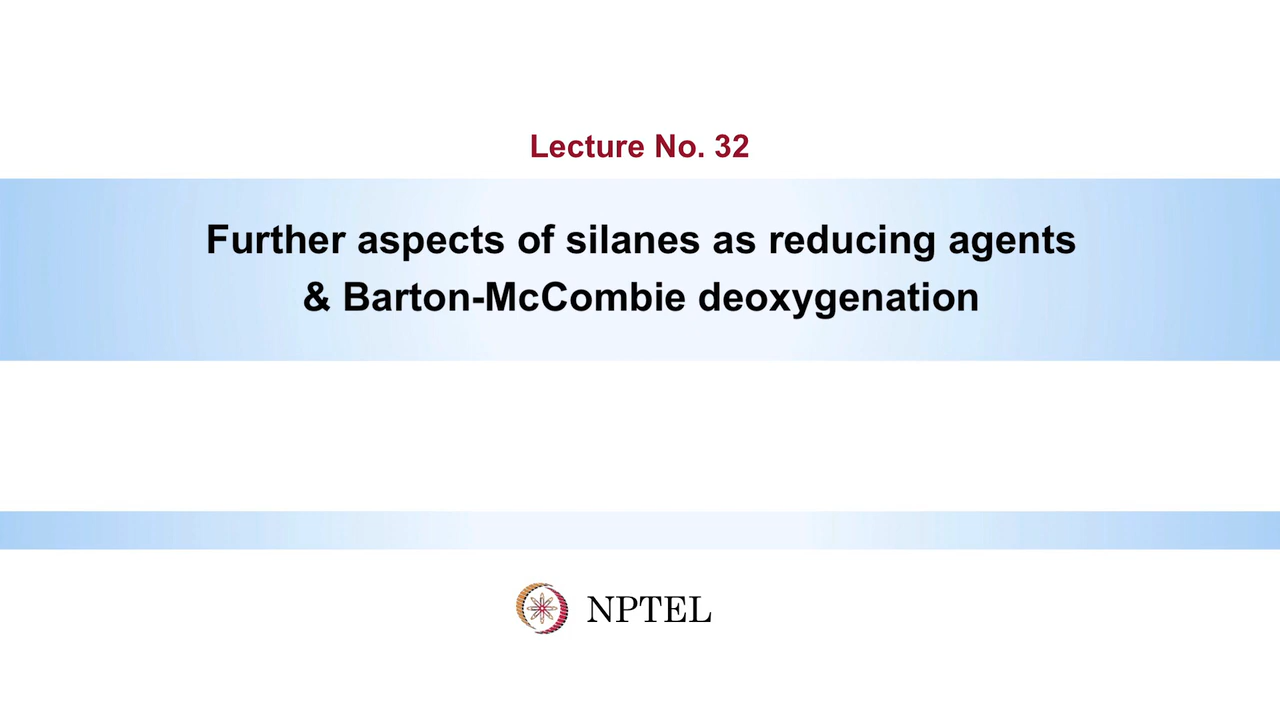 Lecture No. 32
Further aspects of silanes as reducing agents
& Barton-McCombie deoxygenation
NPTEL